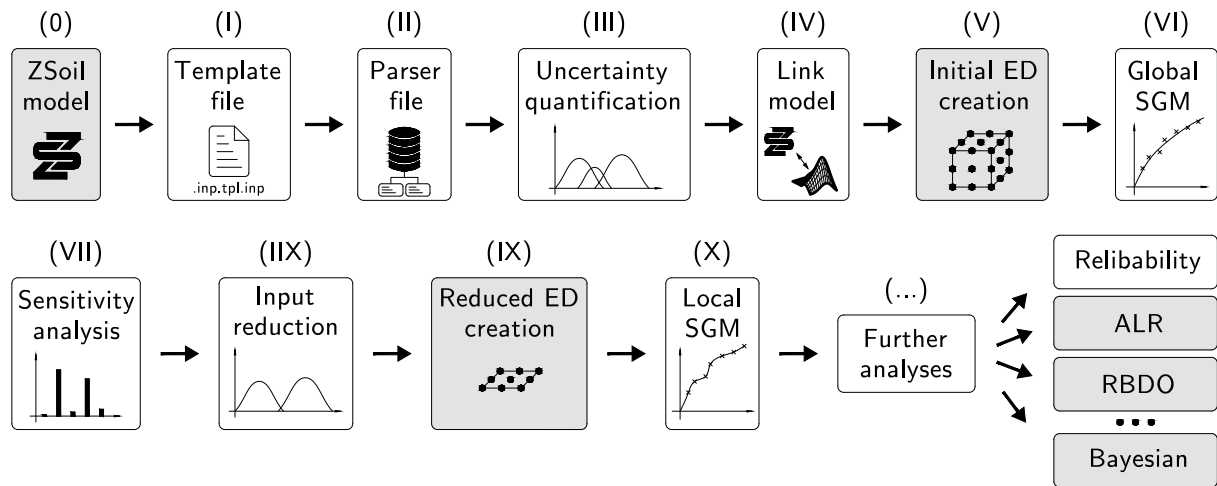 (0)
ZSoil
model
(I)
Template
file
.inp.tpl.inp
(II)
Parser
file
(III)
Uncertainty
quantification
(IV)
Link
model
(V)
Initial ED
creation
(VI)
Global
SGM
(VII)
Sensitivity
analysis
(IIX)
Input
reduction
(IX)
Reduced ED
creation
(X)
Local
SGM
(...)
Further
analyses
Relibability
ALR
RBDO
Bayesian